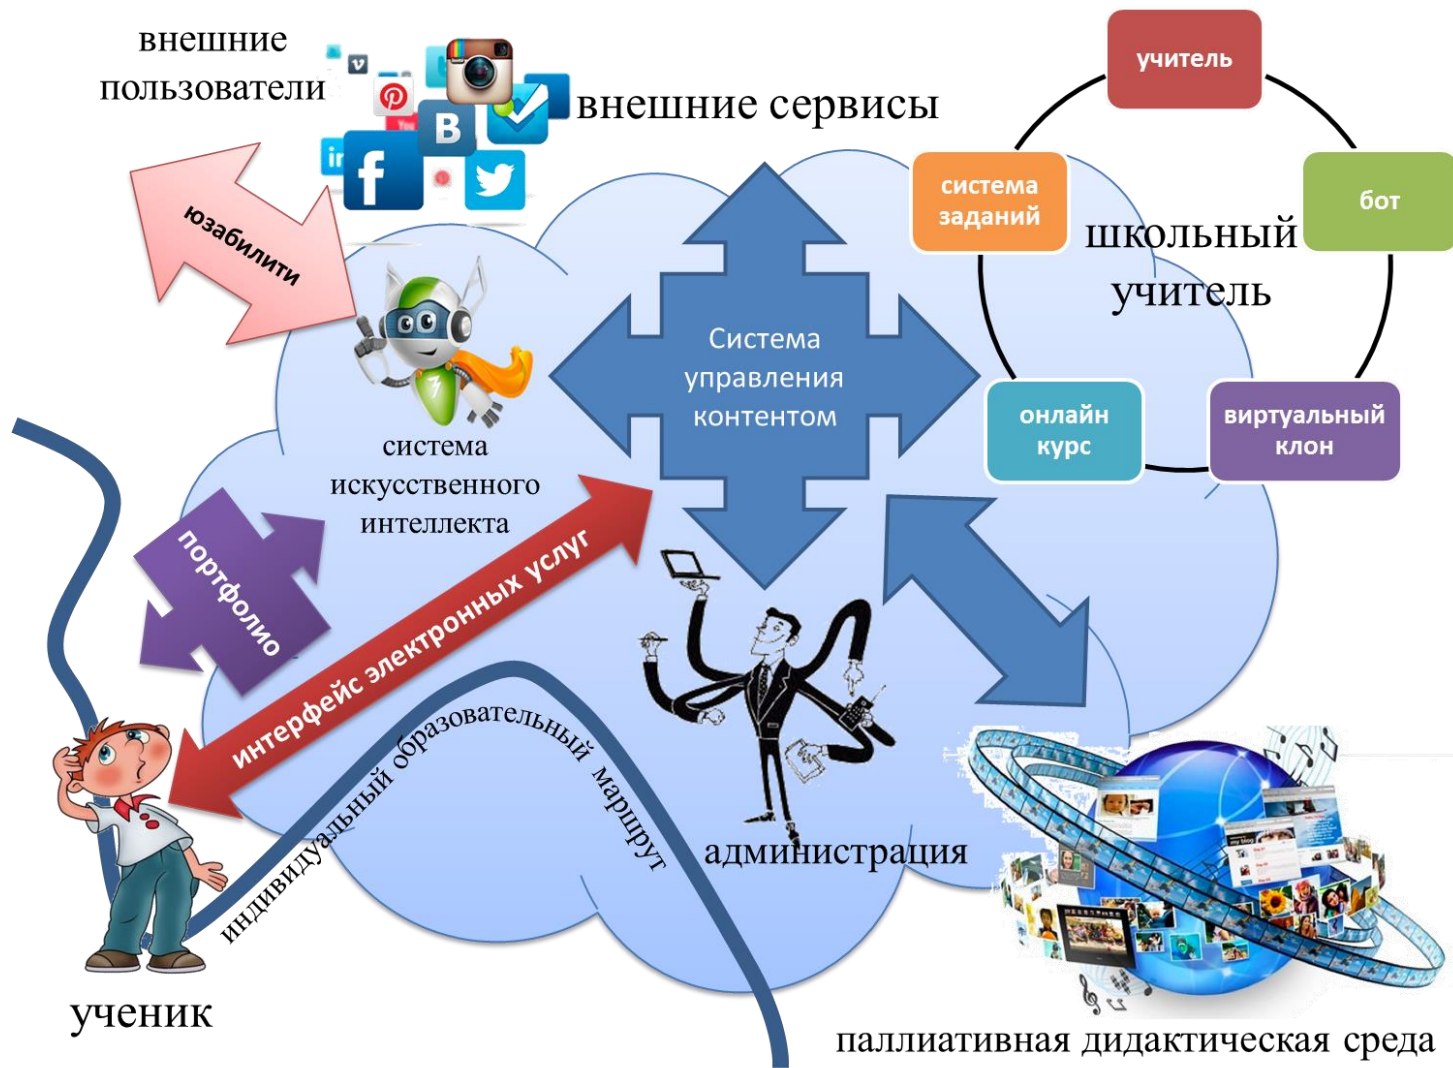 внешние
пользователи
внешние сервисы
учитель
система
заданий
бот
школьный
учитель
онлайн
курс
виртуальный
клон
юзабилити
Система
управления
контентом
система
искусственного
интеллекта
портфолио
интерфейс электронных услуг
индивидуальный образовательный маршрут
администрация
ученик
паллиативная дидактическая среда